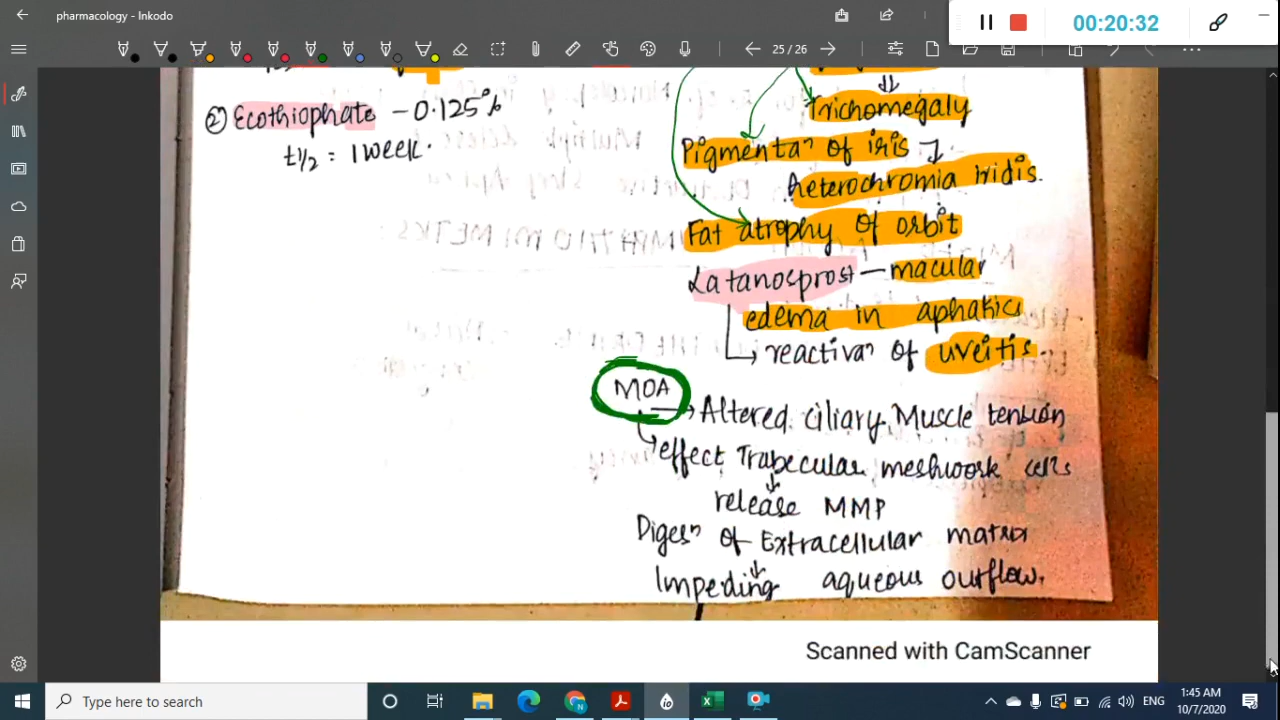 pharmacology - Inkodo
00:20:32
25 / 26
② Ecothiophate - 0.125%
t1/2 = 1 week.
trichomegaly
Pigmentaⁿ of iris
heterochromia iridis.
Fat atrophy of orbit
Latanosprost - macular
edema in aphakics
reactivaⁿ of uveitis.
MOA
Altered ciliary Muscle tension
effect Trabecular meshwork cells
release MMP
Digesⁿ of Extracellular matrix
Impeding aqueous outflow.
Scanned with CamScanner
Type here to search
ENG
1:45 AM
10/7/2020